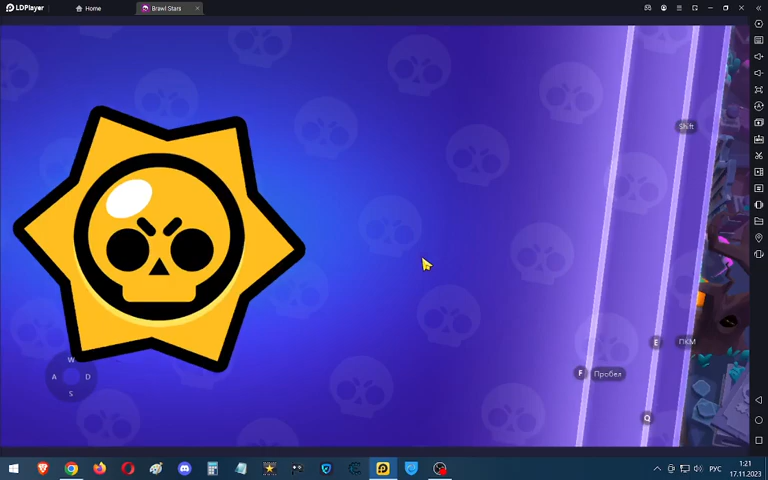 LDPLayer
Home
Brawl Stars
Shift
W
A
D
S
E
ПКМ
F
Пробел
Q
РУС
1:21
17.11.2023